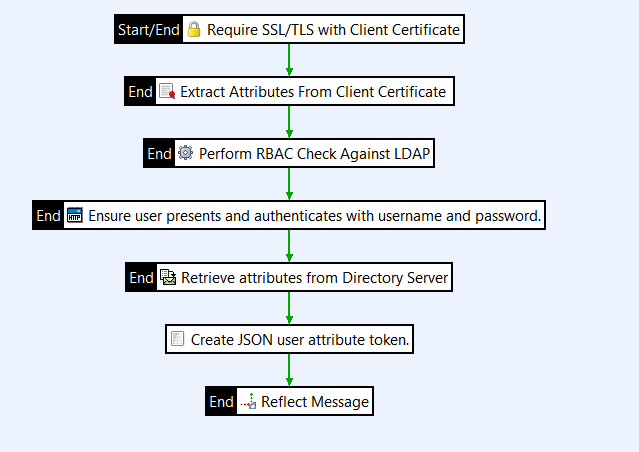 Start/End Require SSL/TLS with Client Certificate
End Extract Attributes From Client Certificate
End Perform RBAC Check Against LDAP
End Ensure user presents and authenticates with username and password.
End Retrieve attributes from Directory Server
Create JSON user attribute token.
End Reflect Message